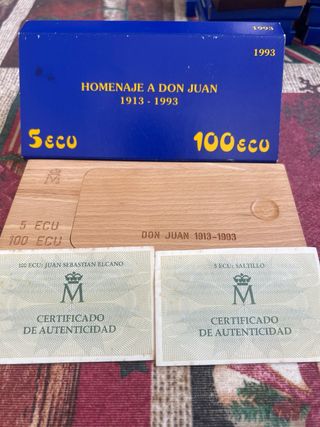 1993
1993
HOMENAJE A DON JUAN
1913 - 1993
5 ECU 100 ECU
M
5 ECU
100 ECU
DON JUAN 1913-1993
100 ECU: JUAN SEBASTIAN ELCANO
M
CERTIFICADO
DE AUTENTICIDAD
5 ECU: SALTILLO
M
CERTIFICADO
DE AUTENTICIDAD